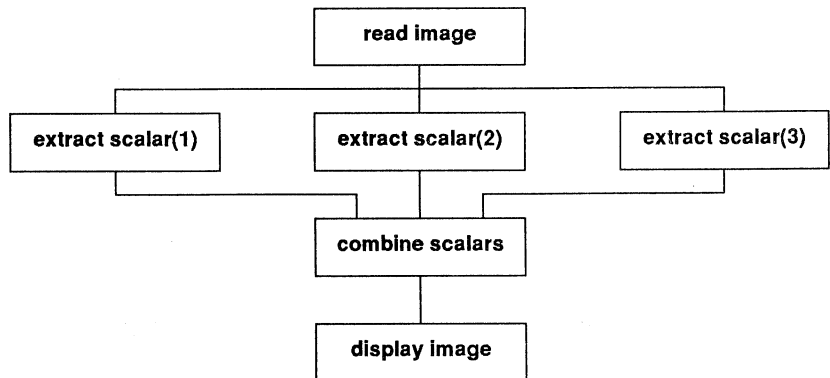 read image
extract scalar(1)
extract scalar(2)
extract scalar(3)
combine scalars
display image